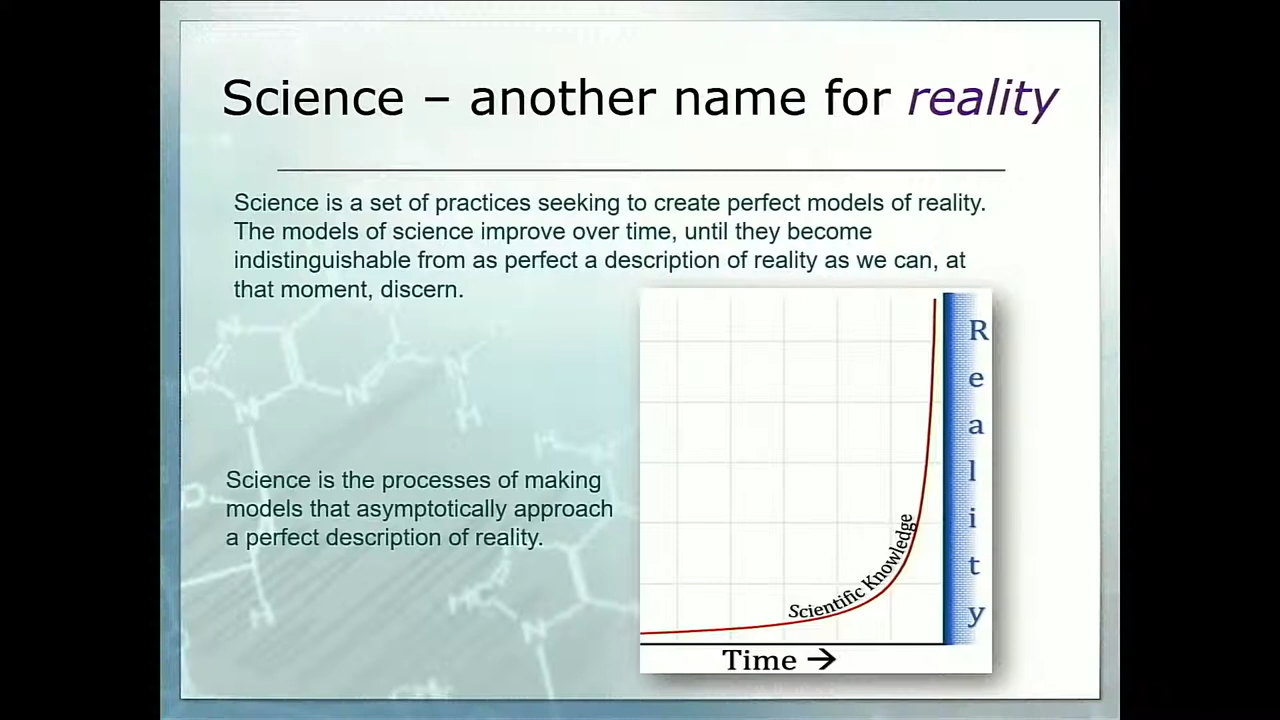 Science – another name for reality
Science is a set of practices seeking to create perfect models of reality.
The models of science improve over time, until they become
indistinguishable from as perfect a description of reality as we can, at
that moment, discern.
Science is the processes of making
models that asymptotically approach
a perfect description of reality.
Scientific Knowledge
Reality
Time →
N
N
N
H
N